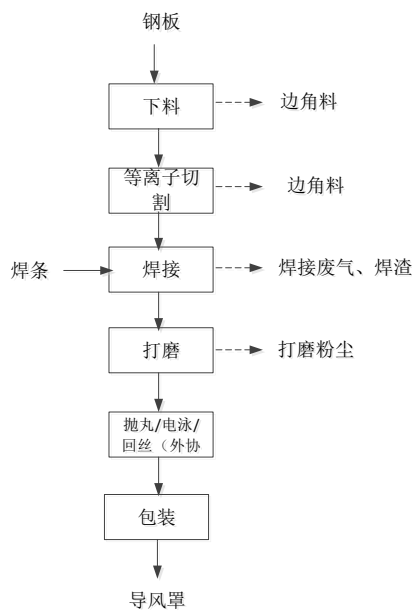 钢板
下料
边角料
等离子切
割
边角料
焊条
焊接
焊接废气、焊渣
打磨
打磨粉尘
抛丸/电泳/
回丝（外协
包装
导风罩